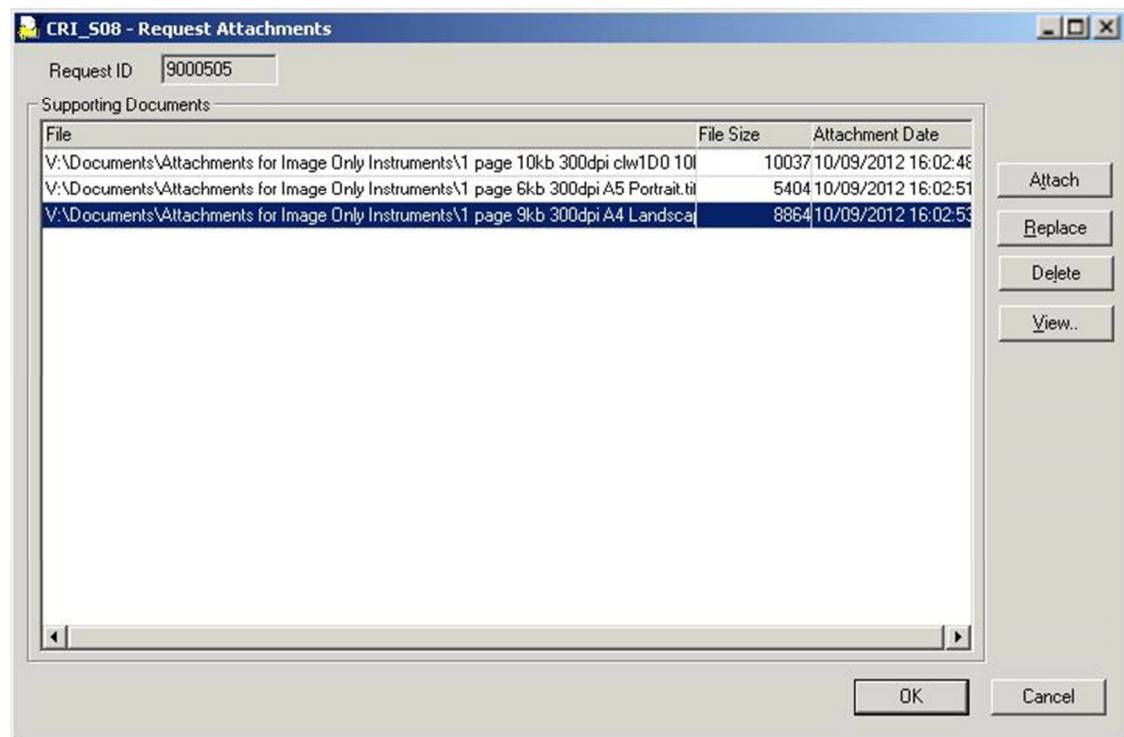 CRI_S08 - Request Attachments
Request ID 9000505
Supporting Documents
File File Size Attachment Date
V:\Documents\Attachments for Image Only Instruments\1 page 10kb 300dpi clw1D0 10 10037 10/09/2012 16:02:48
V:\Documents\Attachments for Image Only Instruments\1 page 6kb 300dpi A5 Portrait.ti 5404 10/09/2012 16:02:51
V:\Documents\Attachments for Image Only Instruments\1 page 9kb 300dpi A4 Landsca 8864 10/09/2012 16:02:53
Attach
Replace
Delete
View..
OK Cancel